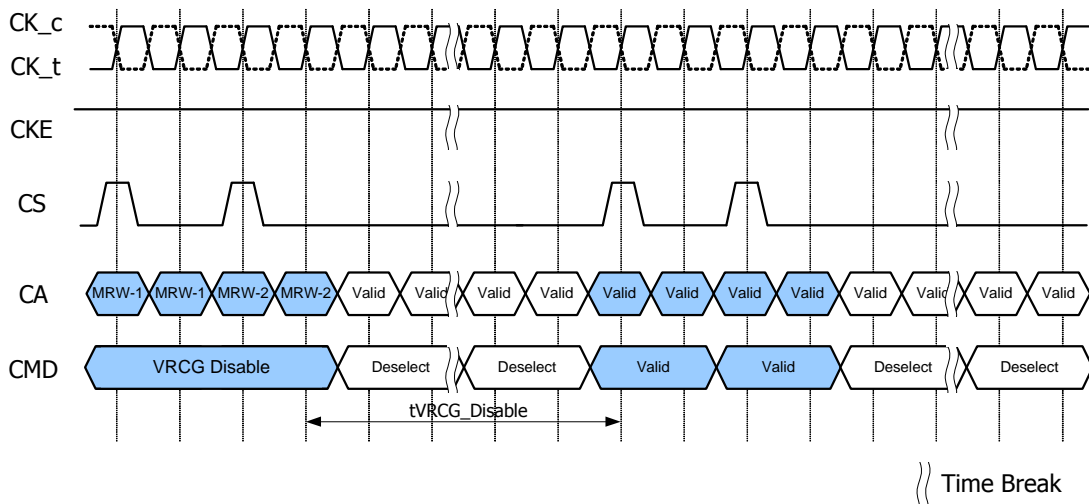 CK_c
CK_t
CKE
CS
CA MRW-1 MRW-1 MRW-2 MRW-2 Valid Valid Valid Valid Valid Valid Valid Valid Valid Valid Valid Valid
CMD VRCG Disable Deselect Deselect Valid Valid Deselect Deselect
tVRCG_Disable
Time Break